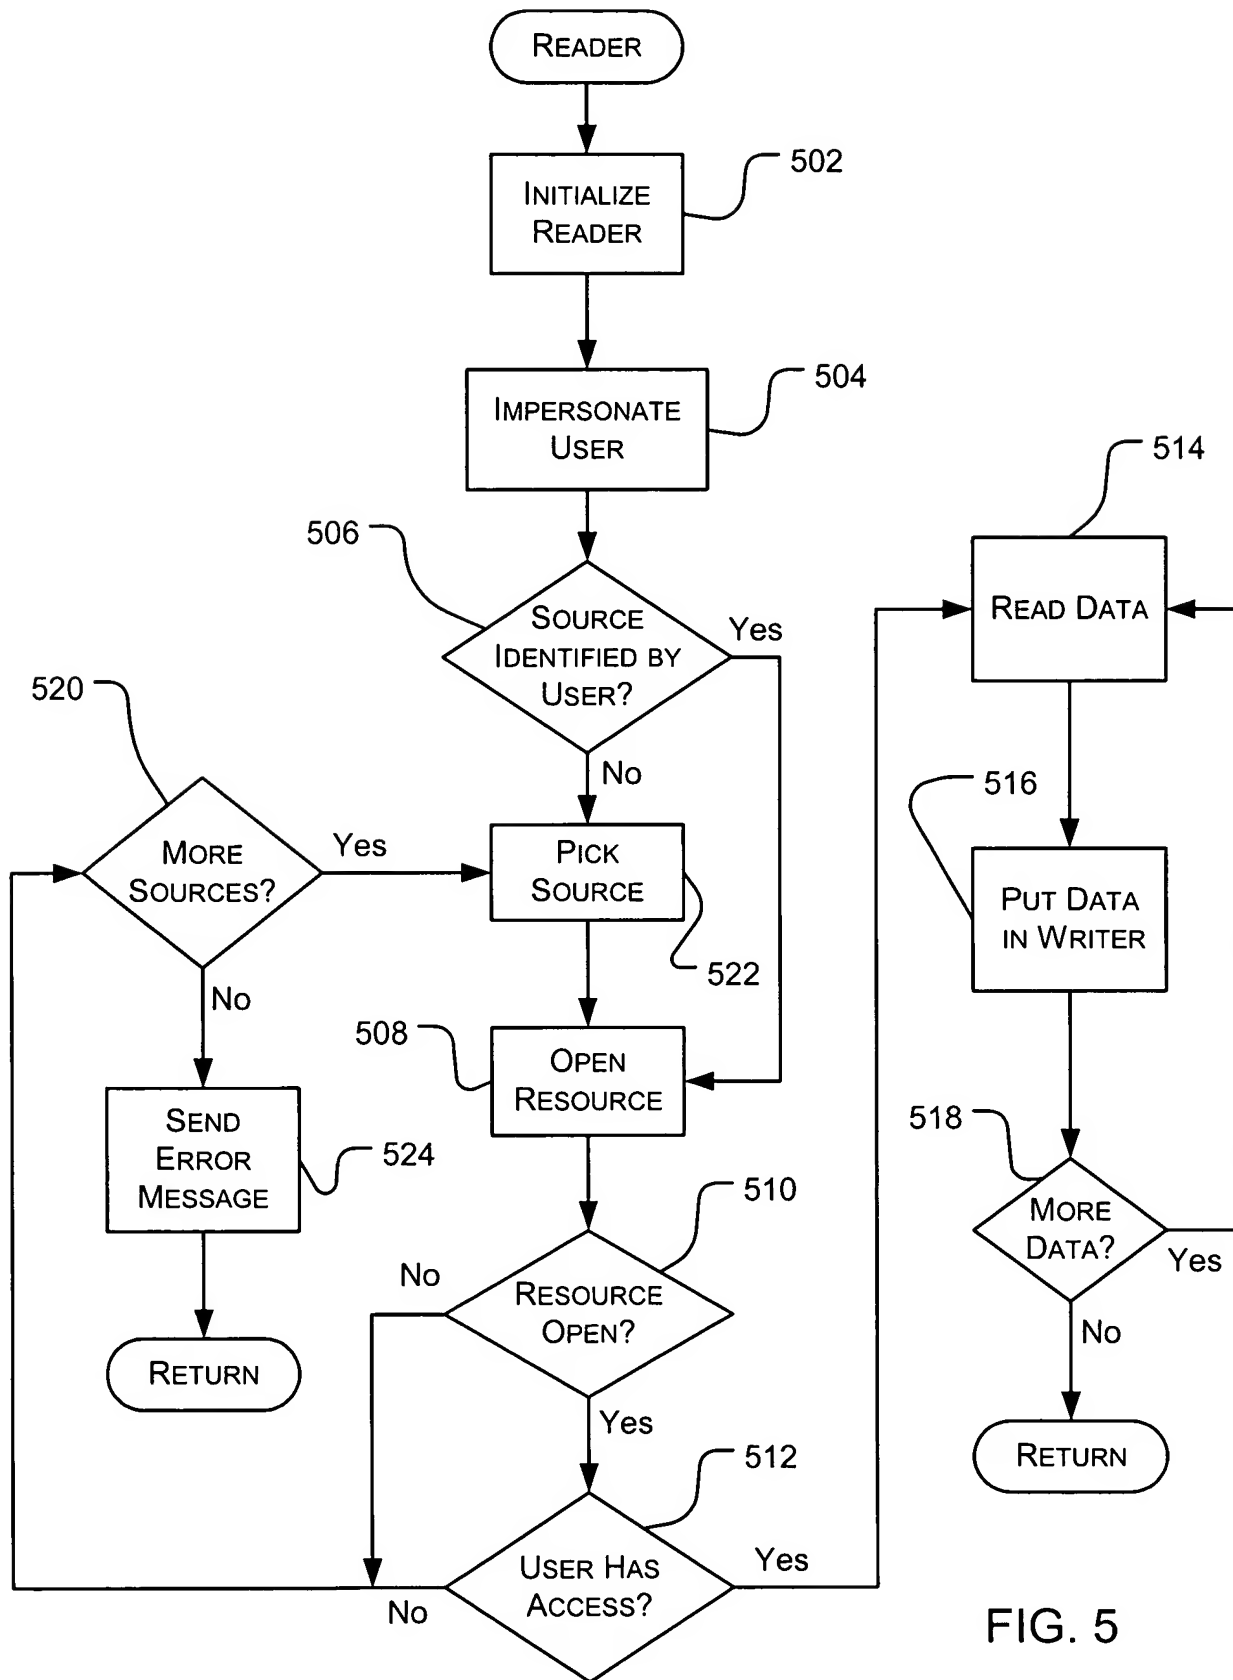 READER
502
INITIALIZE
READER
504
IMPERSONATE
USER
514
506
READ DATA
SOURCE
IDENTIFIED BY
USER?
Yes
520
No
516
MORE
SOURCES?
Yes
PICK
SOURCE
PUT DATA
IN WRITER
522
No
508
OPEN
RESOURCE
SEND
ERROR
MESSAGE
524
518
510
MORE
DATA?
Yes
No
RESOURCE
OPEN?
No
RETURN
Yes
RETURN
512
USER HAS
ACCESS?
Yes
No
FIG. 5